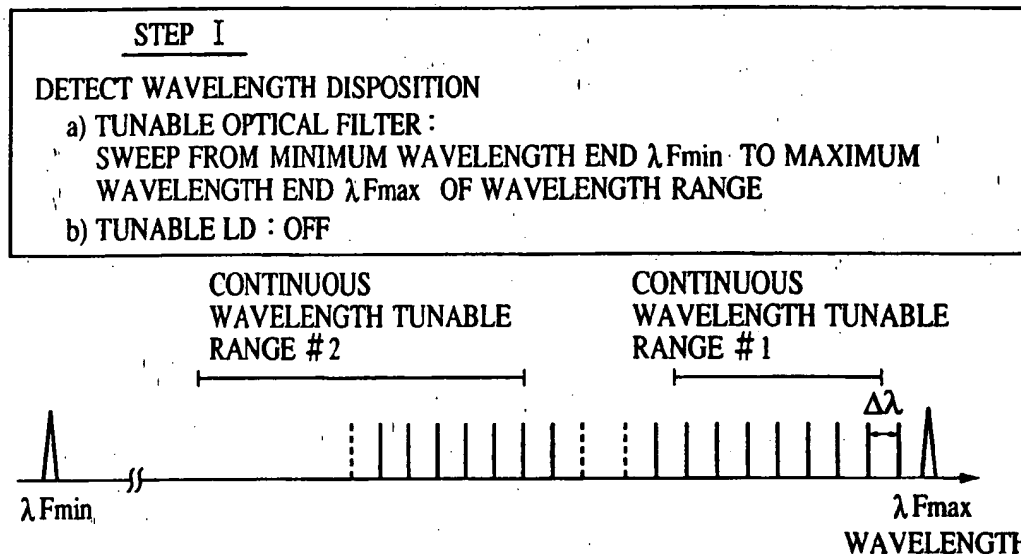 STEP I
DETECT WAVELENGTH DISPOSITION
a) TUNABLE OPTICAL FILTER :
SWEEP FROM MINIMUM WAVELENGTH END λFmin TO MAXIMUM
WAVELENGTH END λFmax OF WAVELENGTH RANGE
b) TUNABLE LD : OFF
CONTINUOUS
WAVELENGTH TUNABLE
RANGE #2
CONTINUOUS
WAVELENGTH TUNABLE
RANGE #1
Δλ
λFmin
λFmax
WAVELENGTH